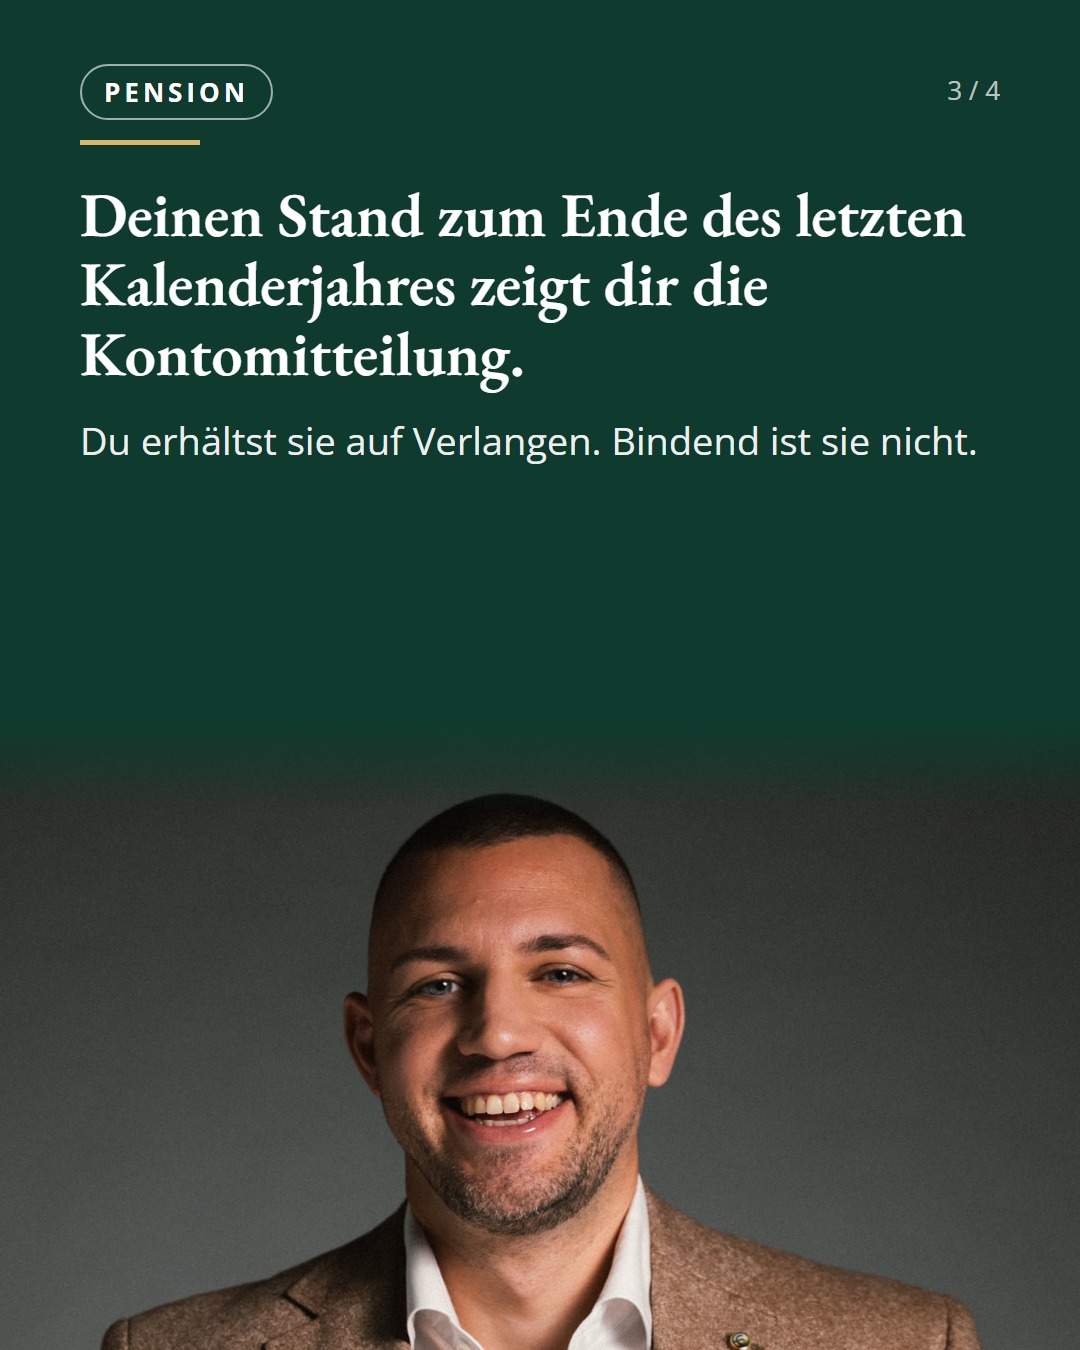 PENSION
3 / 4
Deinen Stand zum Ende des letzten
Kalenderjahres zeigt dir die
Kontomitteilung.
Du erhältst sie auf Verlangen. Bindend ist sie nicht.